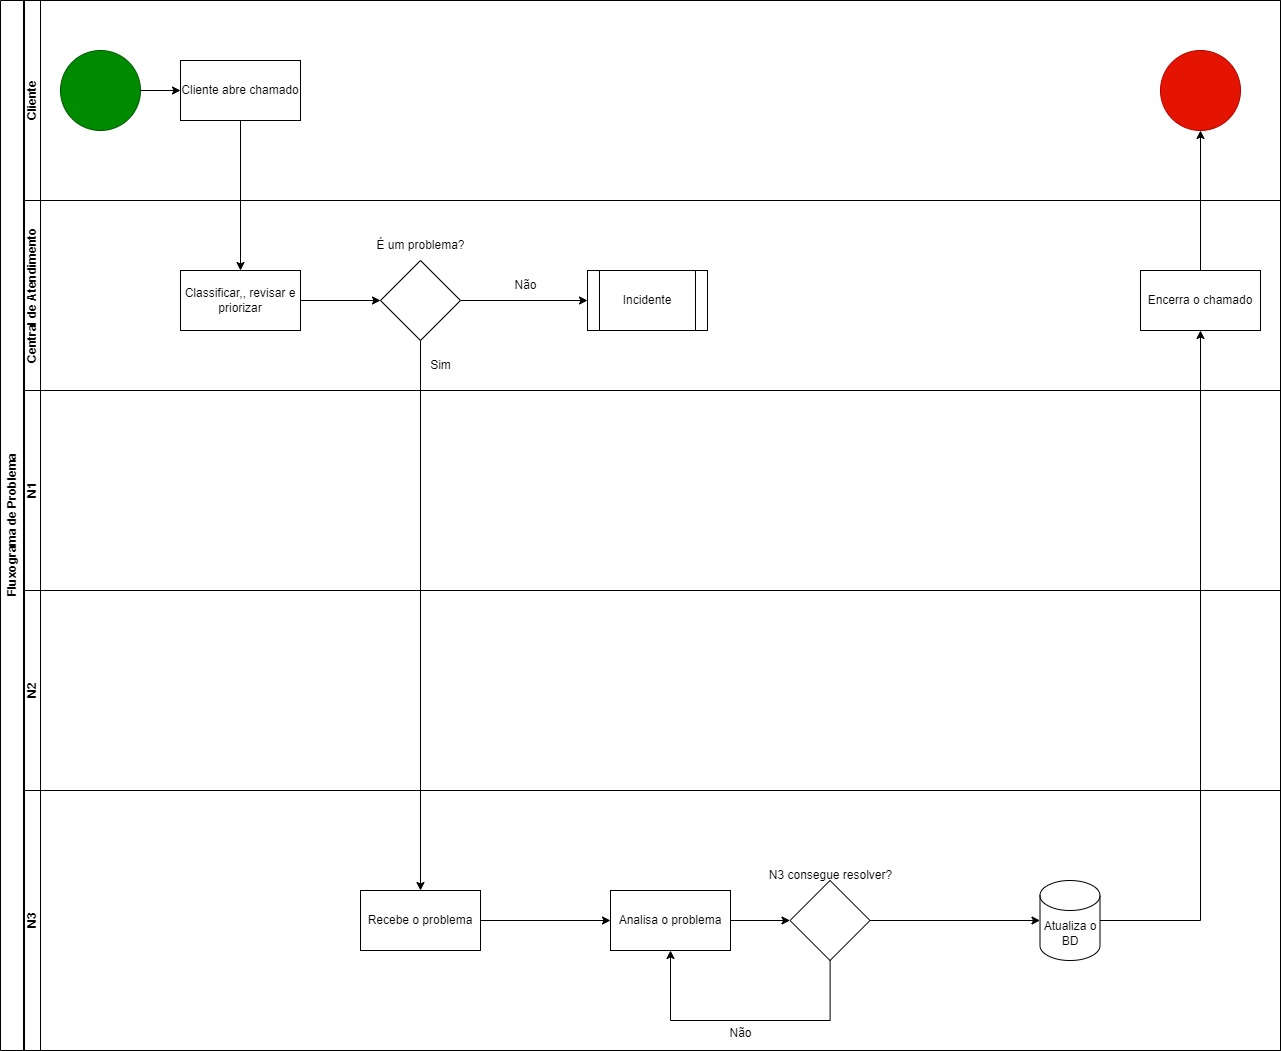 Fluxograma de Problema
Cliente
Cliente abre chamado
Central de Atendimento
É um problema?
Classificar,, revisar e
priorizar
Não
Incidente
Encerra o chamado
Sim
N1
N2
N3
N3 consegue resolver?
Recebe o problema
Analisa o problema
Atualiza o
BD
Não